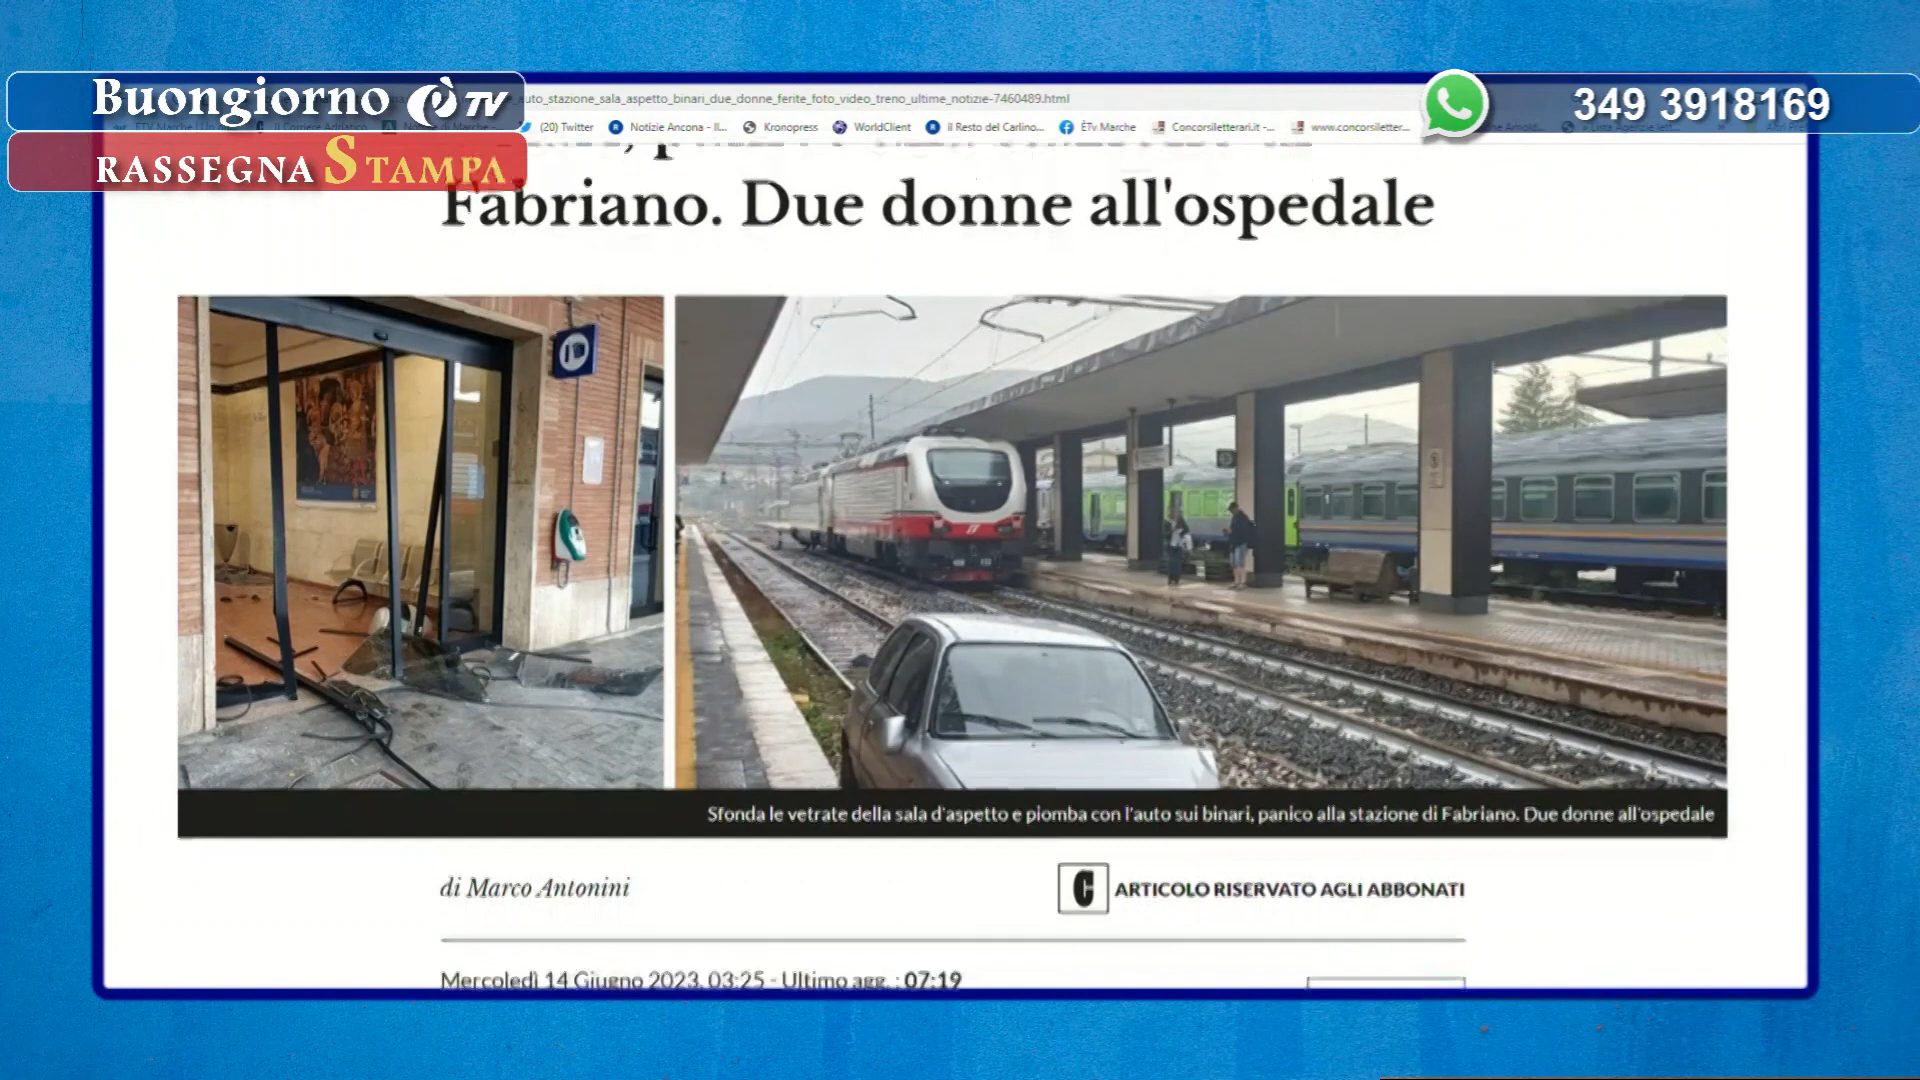 Buongiorno èTV
RASSEGNA STAMPA
349 3918169
auto_stazione_sala_aspetto_binari_due_donne_ferite_foto_video_treno_ultime_notizie-7460489.html
(20) Twitter
Notizie Ancona - Il...
Kronopress
WorldClient
il Resto del Carlino...
ÈTv Marche
Concorsiletterari.it -...
www.concorsiletter...
Fabriano. Due donne all'ospedale
Sfonda le vetrate della sala d'aspetto e piomba con l'auto sui binari, panico alla stazione di Fabriano. Due donne all'ospedale
di Marco Antonini
C ARTICOLO RISERVATO AGLI ABBONATI
Mercoledì 14 Giugno 2023, 03:25 - Ultimo agg. : 07:19